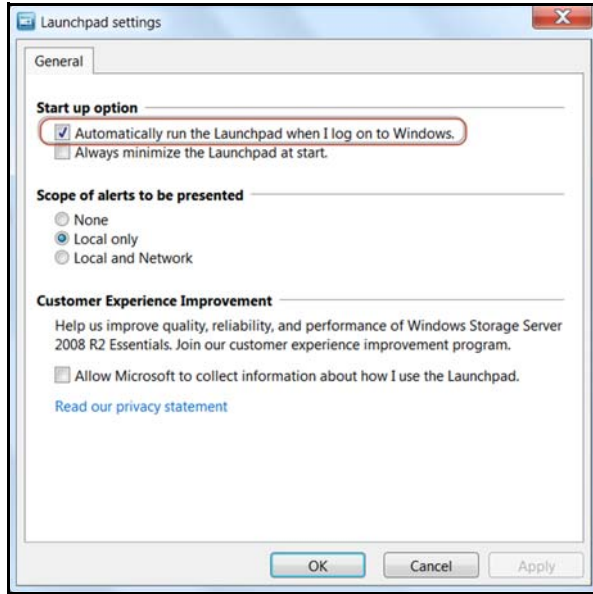 Launchpad settings
General
Start up option
Automatically run the Launchpad when I log on to Windows.
Always minimize the Launchpad at start.
Scope of alerts to be presented
None
Local only
Local and Network
Customer Experience Improvement
Help us improve quality, reliability, and performance of Windows Storage Server
2008 R2 Essentials. Join our customer experience improvement program.
Allow Microsoft to collect information about how I use the Launchpad.
Read our privacy statement
OK Cancel Apply